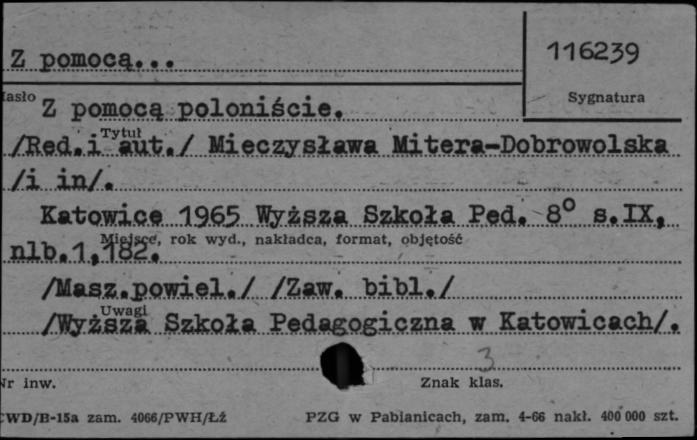 Z pomocą...
116239
Sygnatura
Z pomocą poloniście.
Tytuł
/Red.i aut./ Mieczysława Mitera-Dobrowolska
/i in/.
Katowice 1965 Wyższa Szkoła Ped. 8° s.IX,
Miejsce, rok wyd., nakładca, format, objętość
nlb.1,182.
/Masz.powiel./ /Zaw. bibl./
Uwagi
/Wyższa Szkoła Pedagogiczna w Katowicach/.
3
Nr inw.
Znak klas.
CWD/B-15a zam. 4066/PWH/ŁŻ
PZG w Pabianicach, zam. 4-66 nakł. 400 000 szt.